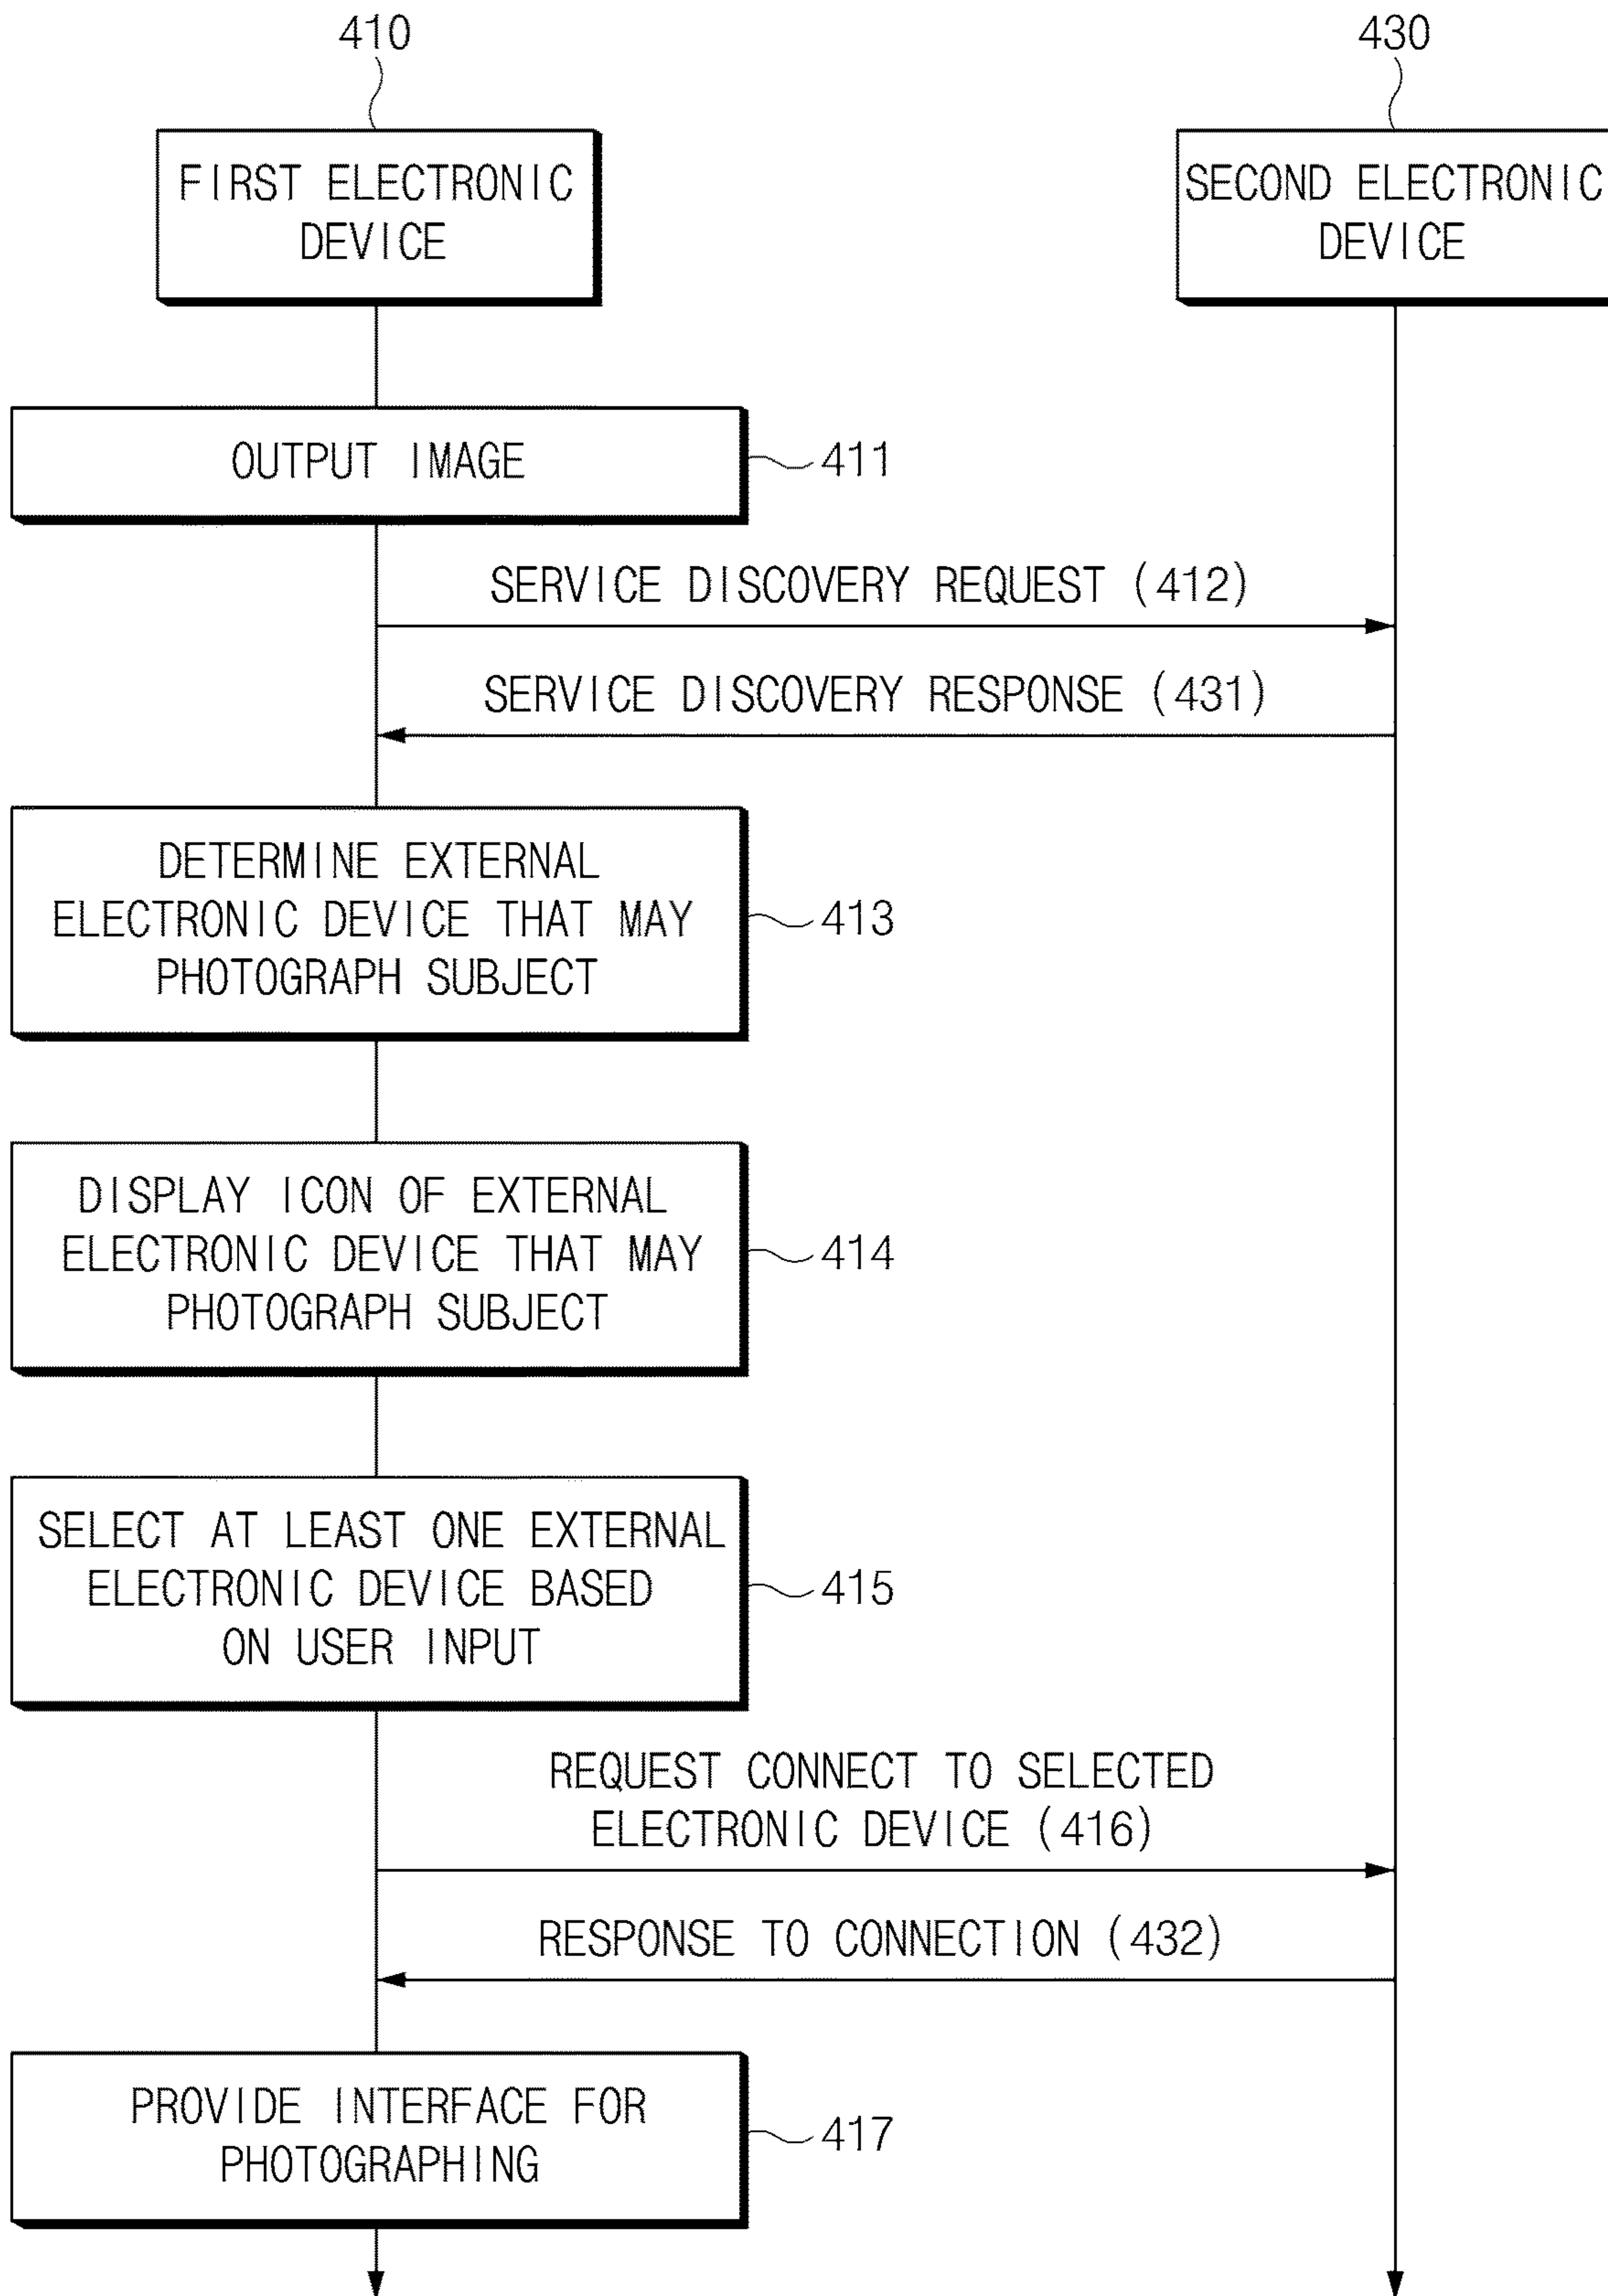 410
430
FIRST ELECTRONIC
DEVICE
SECOND ELECTRONIC
DEVICE
OUTPUT IMAGE
411
SERVICE DISCOVERY REQUEST (412)
SERVICE DISCOVERY RESPONSE (431)
DETERMINE EXTERNAL
ELECTRONIC DEVICE THAT MAY
PHOTOGRAPH SUBJECT
413
DISPLAY ICON OF EXTERNAL
ELECTRONIC DEVICE THAT MAY
PHOTOGRAPH SUBJECT
414
SELECT AT LEAST ONE EXTERNAL
ELECTRONIC DEVICE BASED
ON USER INPUT
415
REQUEST CONNECT TO SELECTED
ELECTRONIC DEVICE (416)
RESPONSE TO CONNECTION (432)
PROVIDE INTERFACE FOR
PHOTOGRAPHING
417